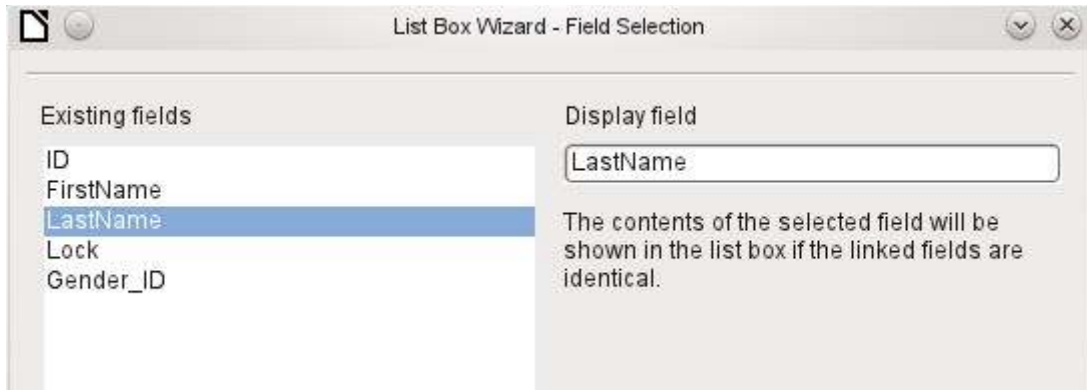 List Box Wizard - Field Selection
Existing fields
ID
FirstName
LastName
Lock
Gender_ID
Display field
LastName
The contents of the selected field will be
shown in the list box if the linked fields are
identical.